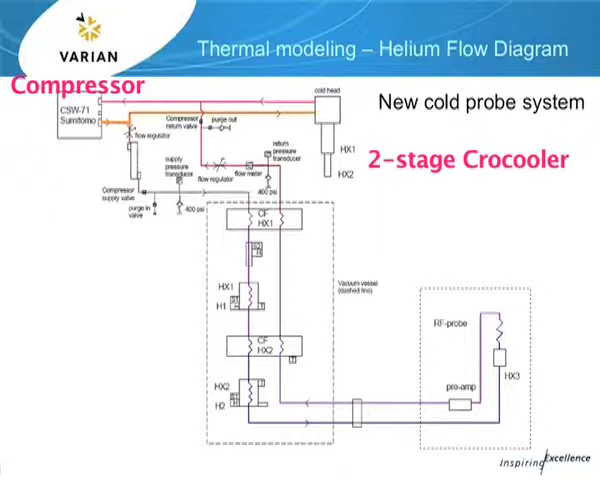 VARIAN
Thermal modeling – Helium Flow Diagram
Compressor
New cold probe system
2-stage Crocooler
CSW-71
Sumitomo
cold head
Compressor
return valve
purge out
flow regulator
return
pressure
transducer
HX1
supply
pressure
transducer
flow regulator
flow meter
HX2
Compressor
supply valve
purge in
valve
400 psi
400 psi
CF
HX1
HX1
H1
T
Vacuum vessel
(dashed line)
CF
HX2
T
HX2
H2
T
RF-probe
HX3
pre-amp
Inspiring Excellence